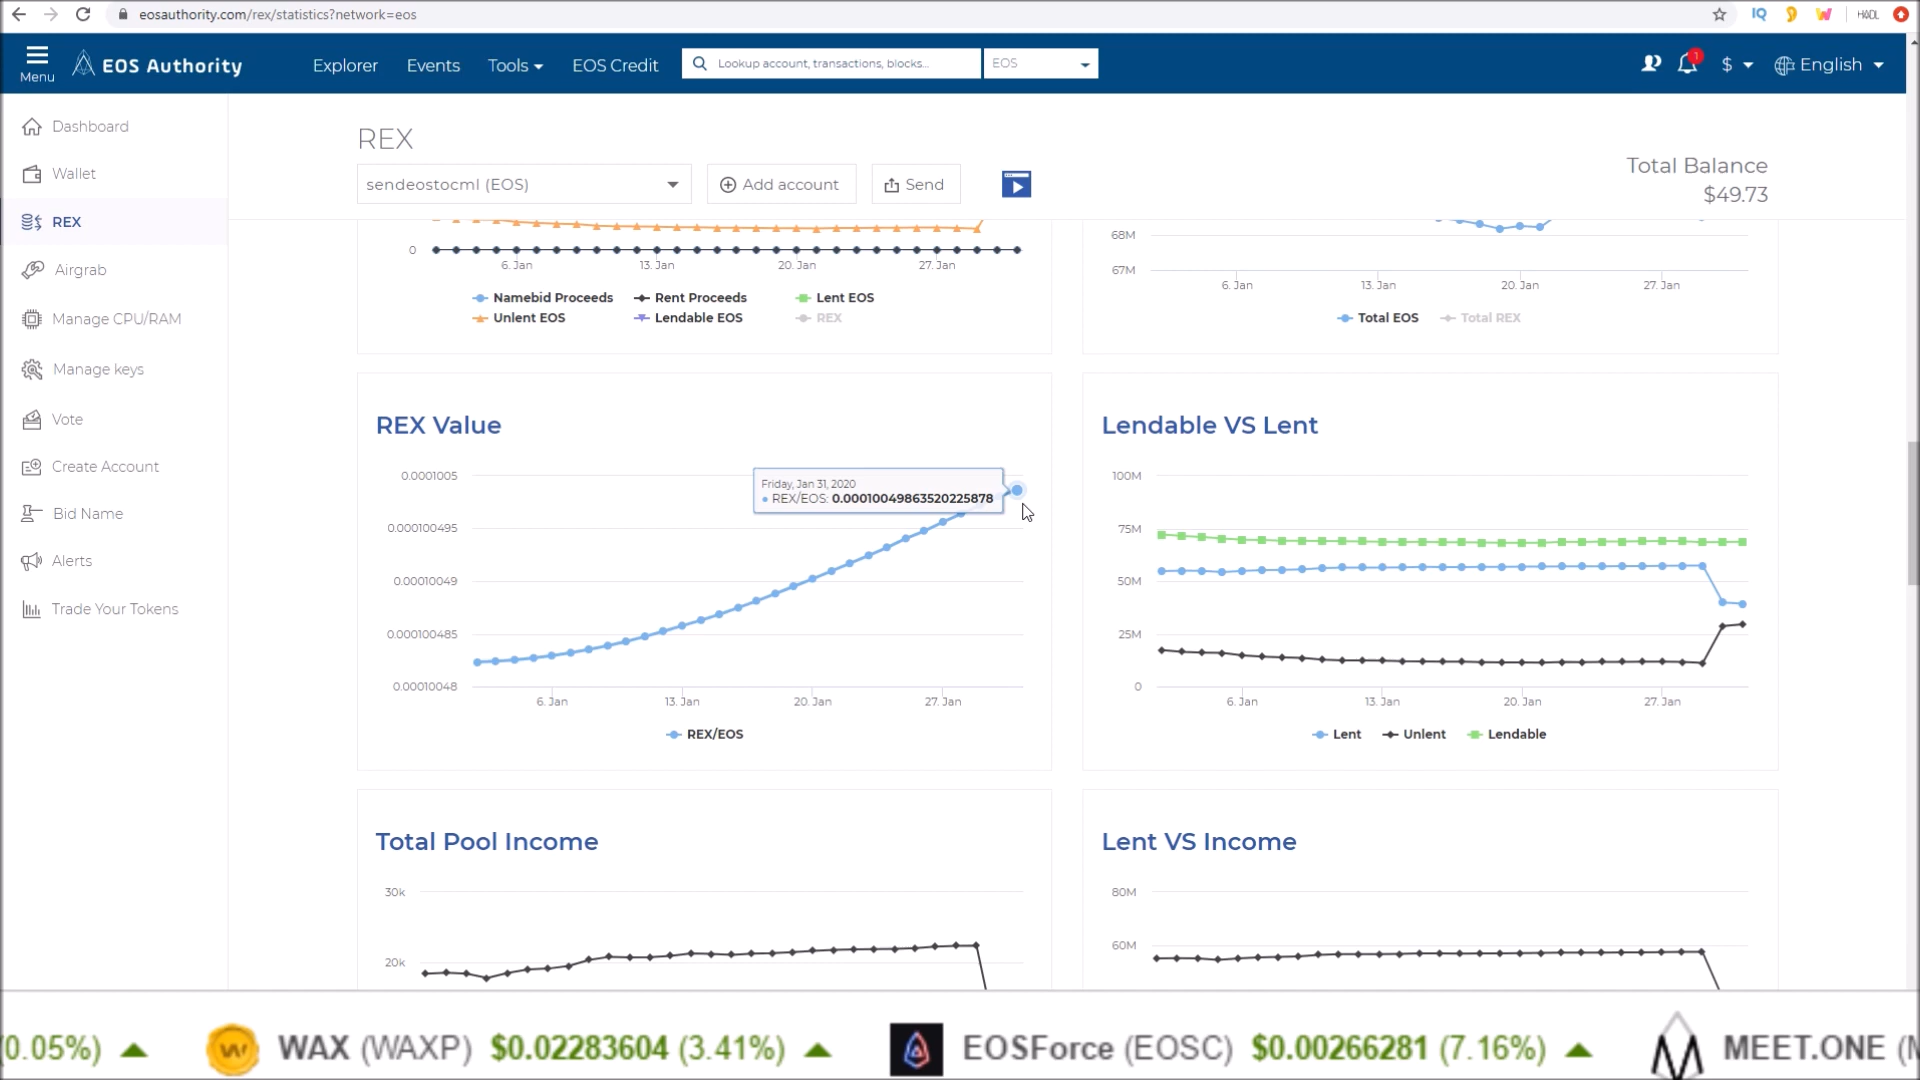 eosauthority.com/rex/statistics?network=eos
IQ
HADL
Menu
EOS Authority
Explorer
Events
Tools
EOS Credit
Lookup account, transactions, blocks...
EOS
1
$
English
Dashboard
Wallet
REX
Airgrab
Manage CPU/RAM
Manage keys
Vote
Create Account
Bid Name
Alerts
Trade Your Tokens
REX
sendeostocml (EOS)
Add account
Send
Total Balance
$49.73
0
6. Jan 13. Jan 20. Jan 27. Jan
Namebid Proceeds Rent Proceeds Lent EOS
Unlent EOS Lendable EOS REX
68M
67M
6. Jan 13. Jan 20. Jan 27. Jan
Total EOS Total REX
REX Value
0.0001005
0.000100495
0.00010049
0.000100485
0.00010048
Friday, Jan 31, 2020
REX/EOS: 0.00010049863520225878
6. Jan 13. Jan 20. Jan 27. Jan
REX/EOS
Lendable VS Lent
100M
75M
50M
25M
0
6. Jan 13. Jan 20. Jan 27. Jan
Lent Unlent Lendable
Total Pool Income
30k
20k
Lent VS Income
80M
60M
0.05%)
WAX (WAXP) $0.02283604 (3.41%)
EOSForce (EOSC) $0.00266281 (7.16%)
MEET.ONE